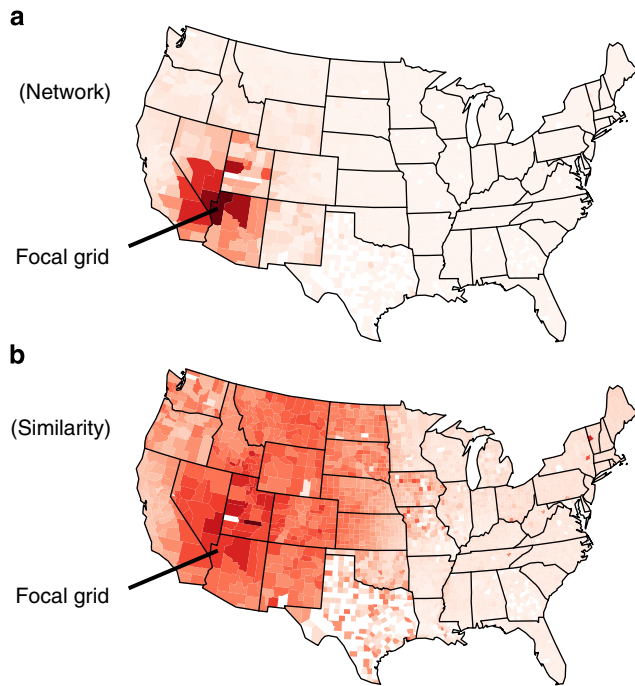 a
(Network)
Focal grid
b
(Similarity)
Focal grid